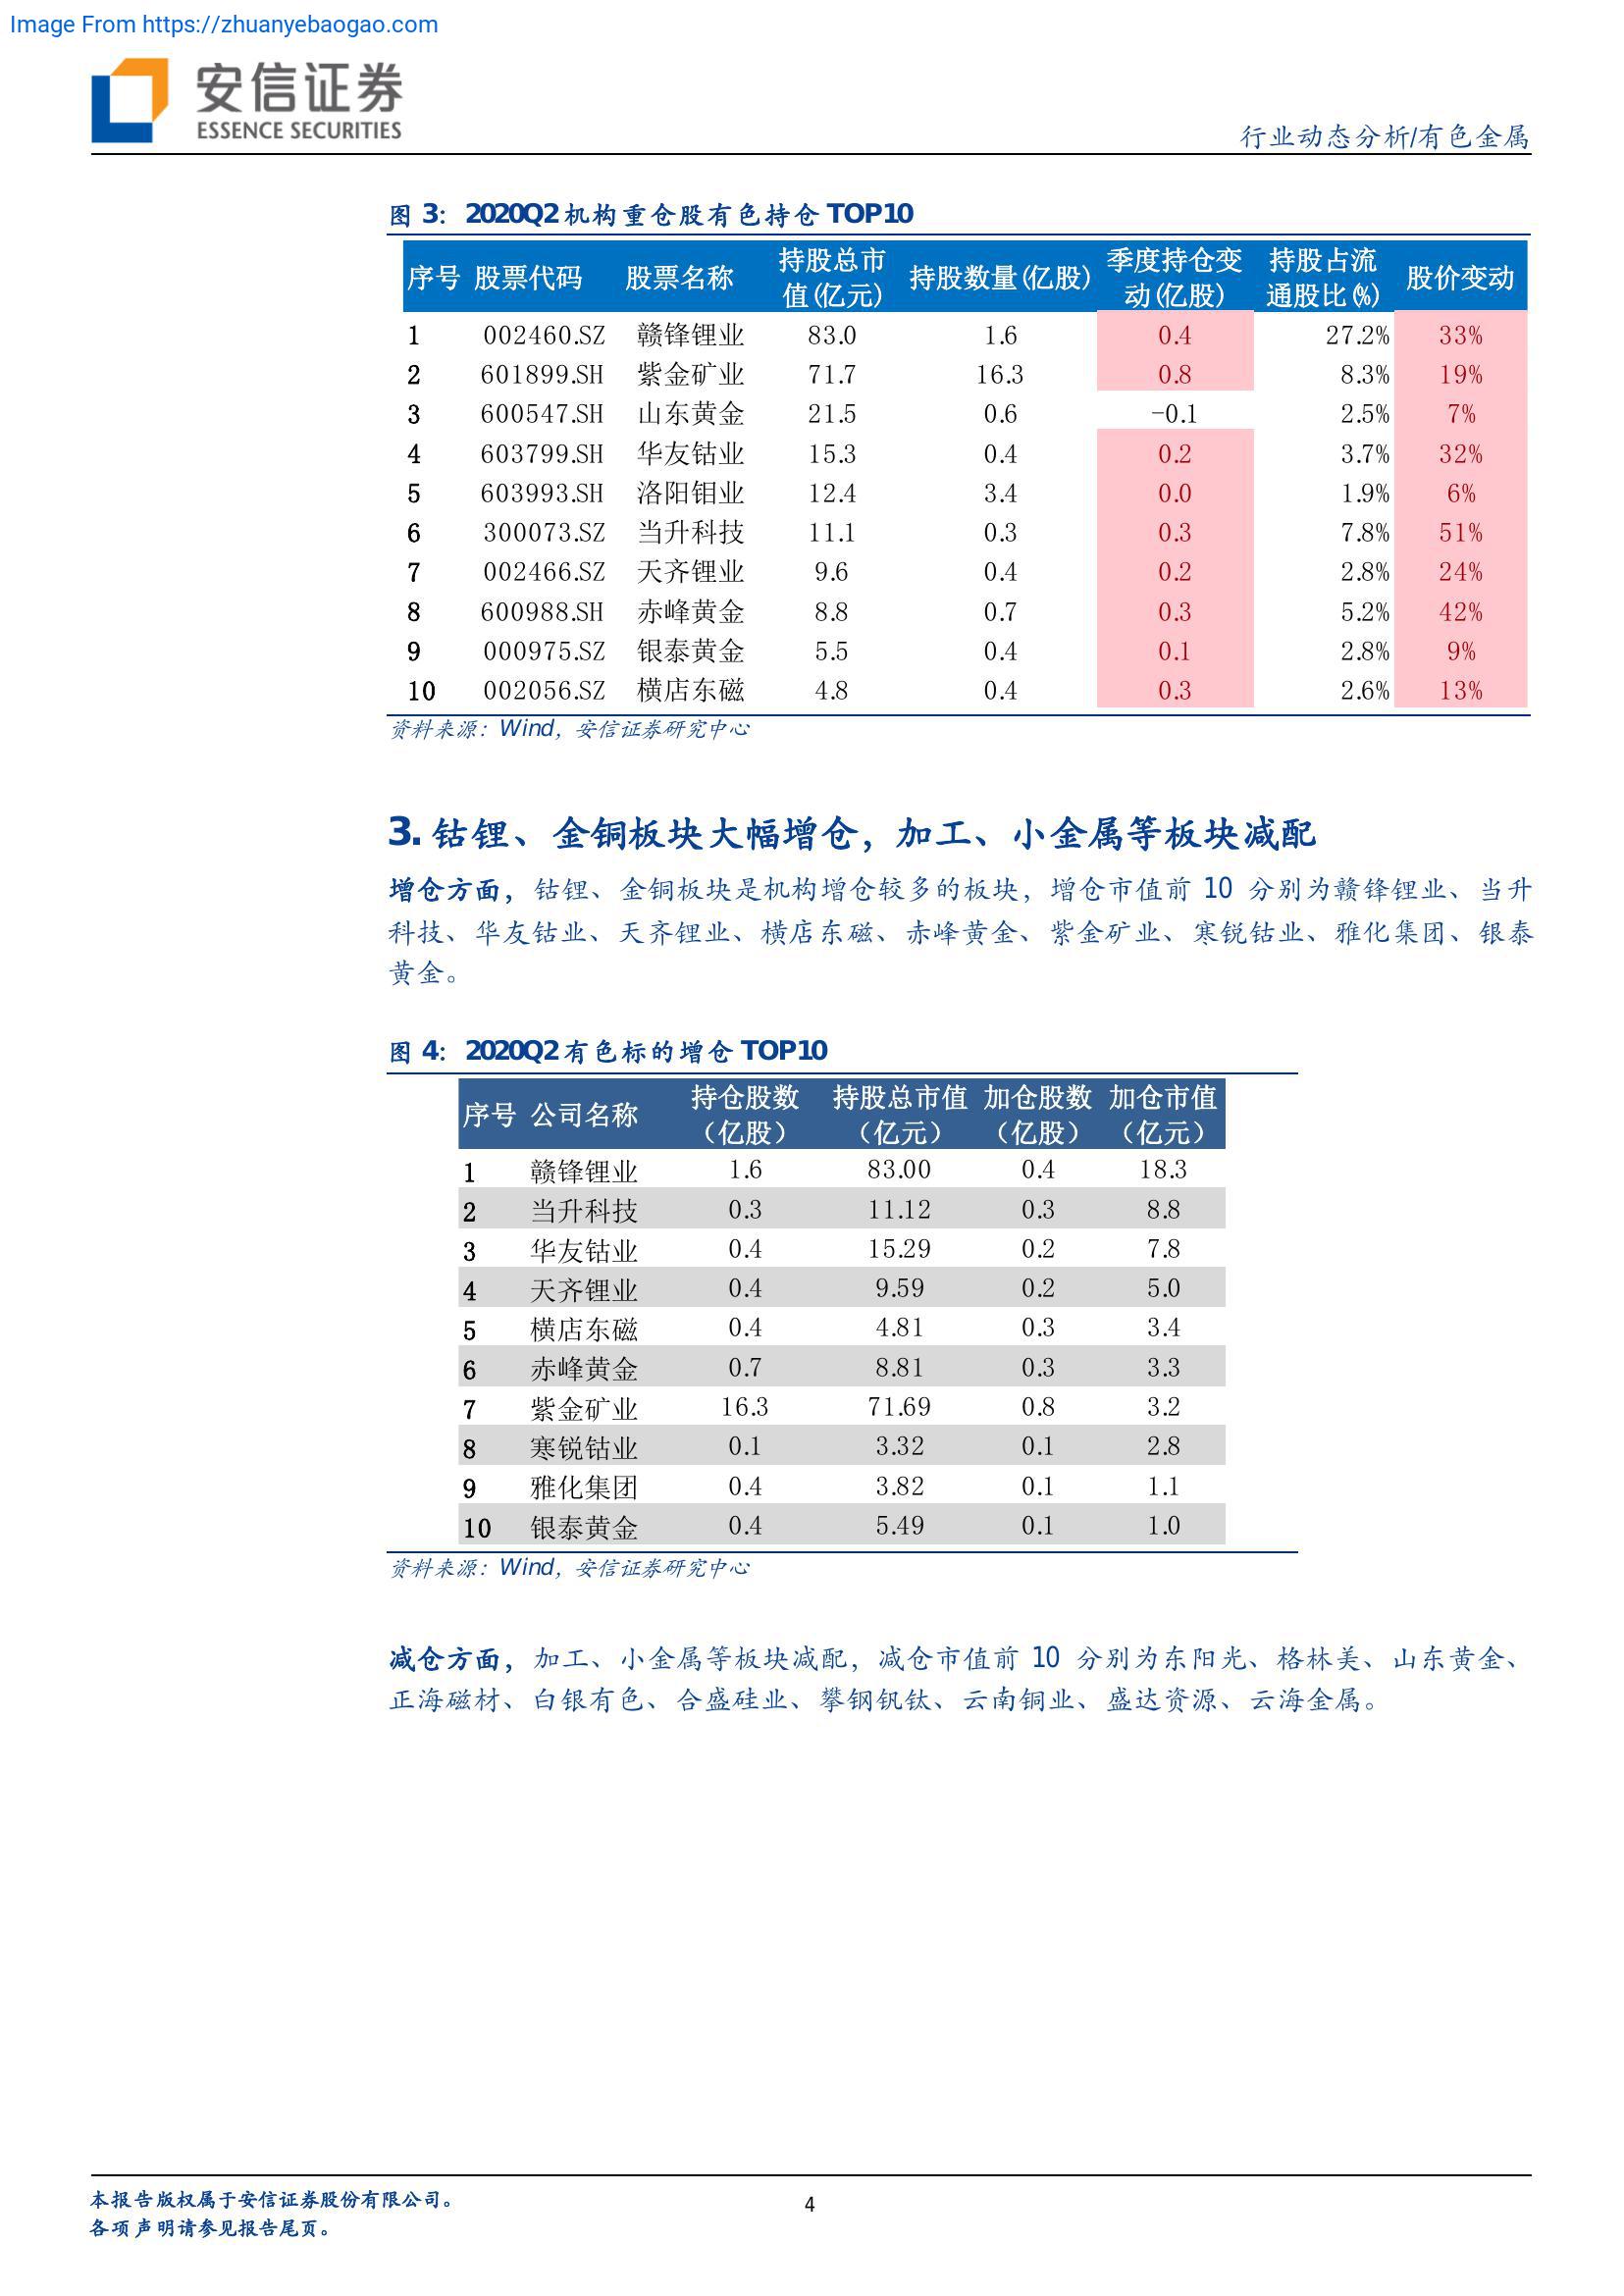 Image From https://zhuanyebaogao.com
安信证券
ESSENCE SECURITIES
行业动态分析/有色金属
图 3： 2020Q2机构重仓股有色持仓 TOP10
序号 股票代码 股票名称 持股总市值(亿元) 持股数量(亿股) 季度持仓变动(亿股) 持股占流通股比(%) 股价变动
1 002460.SZ 赣锋锂业 83.0 1.6 0.4 27.2% 33%
2 601899.SH 紫金矿业 71.7 16.3 0.8 8.3% 19%
3 600547.SH 山东黄金 21.5 0.6 -0.1 2.5% 7%
4 603799.SH 华友钴业 15.3 0.4 0.2 3.7% 32%
5 603993.SH 洛阳钼业 12.4 3.4 0.0 1.9% 6%
6 300073.SZ 当升科技 11.1 0.3 0.3 7.8% 51%
7 002466.SZ 天齐锂业 9.6 0.4 0.2 2.8% 24%
8 600988.SH 赤峰黄金 8.8 0.7 0.3 5.2% 42%
9 000975.SZ 银泰黄金 5.5 0.4 0.1 2.8% 9%
10 002056.SZ 横店东磁 4.8 0.4 0.3 2.6% 13%
资料来源：Wind，安信证券研究中心
3. 钴锂、金铜板块大幅增仓，加工、小金属等板块减配
增仓方面，钴锂、金铜板块是机构增仓较多的板块，增仓市值前 10 分别为赣锋锂业、当升
科技、华友钴业、天齐锂业、横店东磁、赤峰黄金、紫金矿业、寒锐钴业、雅化集团、银泰
黄金。
图 4： 2020Q2有色标的增仓 TOP10
序号 公司名称 持仓股数（亿股） 持股总市值（亿元） 加仓股数（亿股） 加仓市值（亿元）
1 赣锋锂业 1.6 83.00 0.4 18.3
2 当升科技 0.3 11.12 0.3 8.8
3 华友钴业 0.4 15.29 0.2 7.8
4 天齐锂业 0.4 9.59 0.2 5.0
5 横店东磁 0.4 4.81 0.3 3.4
6 赤峰黄金 0.7 8.81 0.3 3.3
7 紫金矿业 16.3 71.69 0.8 3.2
8 寒锐钴业 0.1 3.32 0.1 2.8
9 雅化集团 0.4 3.82 0.1 1.1
10 银泰黄金 0.4 5.49 0.1 1.0
资料来源：Wind，安信证券研究中心
减仓方面，加工、小金属等板块减配，减仓市值前 10 分别为东阳光、格林美、山东黄金、
正海磁材、白银有色、合盛硅业、攀钢钒钛、云南铜业、盛达资源、云海金属。
本报告版权属于安信证券股份有限公司。
各项声明请参见报告尾页。
4